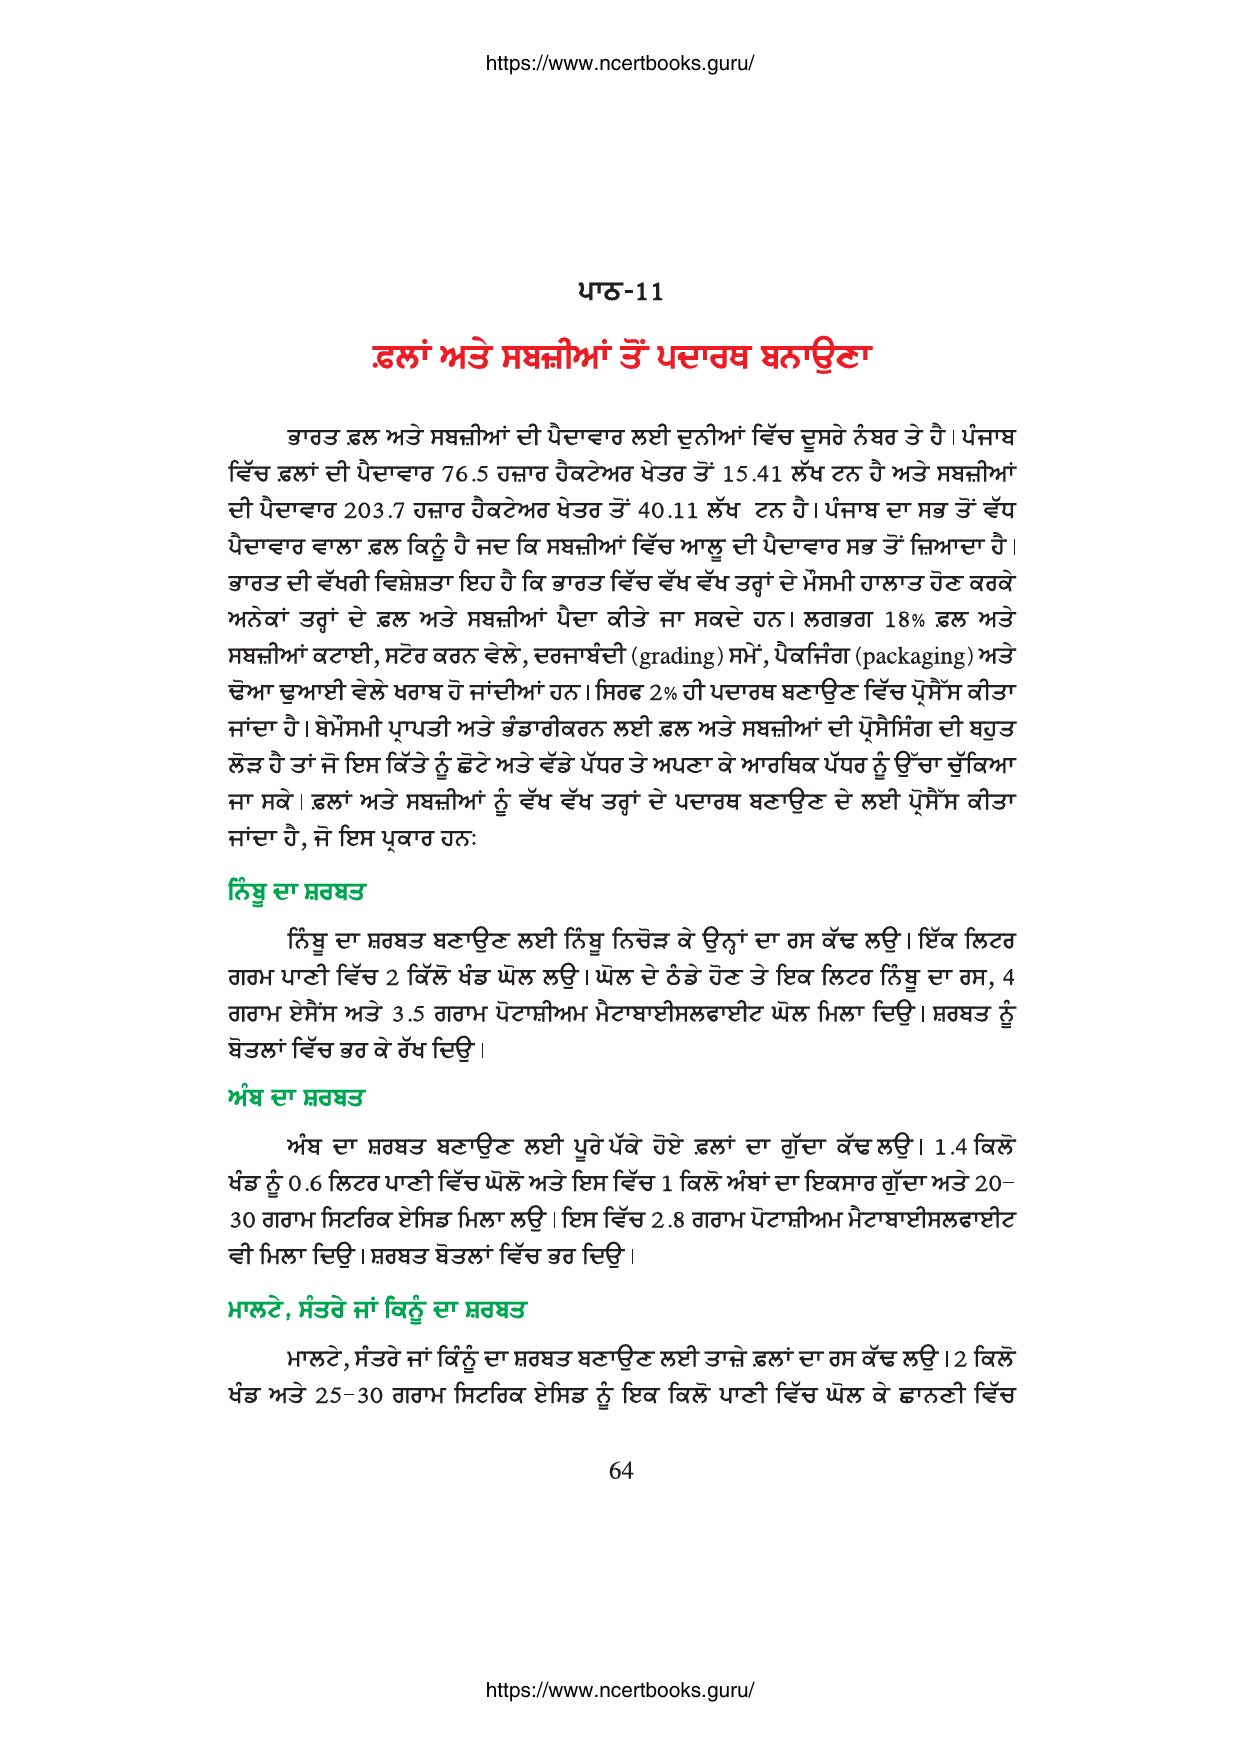 https://www.ncertbooks.guru/
ਪਾਠ-11
ਫ਼ਲਾਂ ਅਤੇ ਸਬਜ਼ੀਆਂ ਤੋਂ ਪਦਾਰਥ ਬਨਾਉਣਾ
ਭਾਰਤ ਫ਼ਲ ਅਤੇ ਸਬਜ਼ੀਆਂ ਦੀ ਪੈਦਾਵਾਰ ਲਈ ਦੁਨੀਆਂ ਵਿੱਚ ਦੂਸਰੇ ਨੰਬਰ ਤੇ ਹੈ। ਪੰਜਾਬ
ਵਿੱਚ ਫ਼ਲਾਂ ਦੀ ਪੈਦਾਵਾਰ 76.5 ਹਜ਼ਾਰ ਹੈਕਟੇਅਰ ਖੇਤਰ ਤੋਂ 15.41 ਲੱਖ ਟਨ ਹੈ ਅਤੇ ਸਬਜ਼ੀਆਂ
ਦੀ ਪੈਦਾਵਾਰ 203.7 ਹਜ਼ਾਰ ਹੈਕਟੇਅਰ ਖੇਤਰ ਤੋਂ 40.11 ਲੱਖ ਟਨ ਹੈ। ਪੰਜਾਬ ਦਾ ਸਭ ਤੋਂ ਵੱਧ
ਪੈਦਾਵਾਰ ਵਾਲਾ ਫ਼ਲ ਕਿਨੂੰ ਹੈ ਜਦ ਕਿ ਸਬਜ਼ੀਆਂ ਵਿੱਚ ਆਲੂ ਦੀ ਪੈਦਾਵਾਰ ਸਭ ਤੋਂ ਜ਼ਿਆਦਾ ਹੈ।
ਭਾਰਤ ਦੀ ਵੱਖਰੀ ਵਿਸ਼ੇਸ਼ਤਾ ਇਹ ਹੈ ਕਿ ਭਾਰਤ ਵਿੱਚ ਵੱਖ ਵੱਖ ਤਰ੍ਹਾਂ ਦੇ ਮੌਸਮੀ ਹਾਲਾਤ ਹੋਣ ਕਰਕੇ
ਅਨੇਕਾਂ ਤਰ੍ਹਾਂ ਦੇ ਫ਼ਲ ਅਤੇ ਸਬਜ਼ੀਆਂ ਪੈਦਾ ਕੀਤੇ ਜਾ ਸਕਦੇ ਹਨ। ਲਗਭਗ 18% ਫ਼ਲ ਅਤੇ
ਸਬਜ਼ੀਆਂ ਕਟਾਈ, ਸਟੋਰ ਕਰਨ ਵੇਲੇ, ਦਰਜਾਬੰਦੀ (grading) ਸਮੇਂ, ਪੈਕਜਿੰਗ (packaging) ਅਤੇ
ਢੋਆ ਢੁਆਈ ਵੇਲੇ ਖਰਾਬ ਹੋ ਜਾਂਦੀਆਂ ਹਨ। ਸਿਰਫ 2% ਹੀ ਪਦਾਰਥ ਬਣਾਉਣ ਵਿੱਚ ਪ੍ਰੋਸੈੱਸ ਕੀਤਾ
ਜਾਂਦਾ ਹੈ। ਬੇਮੌਸਮੀ ਪ੍ਰਾਪਤੀ ਅਤੇ ਭੰਡਾਰੀਕਰਨ ਲਈ ਫ਼ਲ ਅਤੇ ਸਬਜ਼ੀਆਂ ਦੀ ਪ੍ਰੋਸੈਸਿੰਗ ਦੀ ਬਹੁਤ
ਲੋੜ ਹੈ ਤਾਂ ਜੋ ਇਸ ਕਿੱਤੇ ਨੂੰ ਛੋਟੇ ਅਤੇ ਵੱਡੇ ਪੱਧਰ ਤੇ ਅਪਣਾ ਕੇ ਆਰਥਿਕ ਪੱਧਰ ਨੂੰ ਉੱਚਾ ਚੁੱਕਿਆ
ਜਾ ਸਕੇ। ਫ਼ਲਾਂ ਅਤੇ ਸਬਜ਼ੀਆਂ ਨੂੰ ਵੱਖ ਵੱਖ ਤਰ੍ਹਾਂ ਦੇ ਪਦਾਰਥ ਬਣਾਉਣ ਦੇ ਲਈ ਪ੍ਰੋਸੈੱਸ ਕੀਤਾ
ਜਾਂਦਾ ਹੈ, ਜੋ ਇਸ ਪ੍ਰਕਾਰ ਹਨ:
ਨਿੰਬੂ ਦਾ ਸ਼ਰਬਤ
ਨਿੰਬੂ ਦਾ ਸ਼ਰਬਤ ਬਣਾਉਣ ਲਈ ਨਿੰਬੂ ਨਿਚੋੜ ਕੇ ਉਨ੍ਹਾਂ ਦਾ ਰਸ ਕੱਢ ਲਉ। ਇੱਕ ਲਿਟਰ
ਗਰਮ ਪਾਣੀ ਵਿੱਚ 2 ਕਿੱਲੋ ਖੰਡ ਘੋਲ ਲਉ। ਘੋਲ ਦੇ ਠੰਡੇ ਹੋਣ ਤੇ ਇਕ ਲਿਟਰ ਨਿੰਬੂ ਦਾ ਰਸ, 4
ਗਰਾਮ ਏਸੈਂਸ ਅਤੇ 3.5 ਗਰਾਮ ਪੋਟਾਸ਼ੀਅਮ ਮੈਟਾਬਾਈਸਲਫਾਈਟ ਘੋਲ ਮਿਲਾ ਦਿਉ। ਸ਼ਰਬਤ ਨੂੰ
ਬੋਤਲਾਂ ਵਿੱਚ ਭਰ ਕੇ ਰੱਖ ਦਿਉ।
ਅੰਬ ਦਾ ਸ਼ਰਬਤ
ਅੰਬ ਦਾ ਸ਼ਰਬਤ ਬਣਾਉਣ ਲਈ ਪੂਰੇ ਪੱਕੇ ਹੋਏ ਫ਼ਲਾਂ ਦਾ ਗੁੱਦਾ ਕੱਢ ਲਉ। 1.4 ਕਿਲੋ
ਖੰਡ ਨੂੰ 0.6 ਲਿਟਰ ਪਾਣੀ ਵਿੱਚ ਘੋਲੋ ਅਤੇ ਇਸ ਵਿੱਚ 1 ਕਿਲੋ ਅੰਬਾਂ ਦਾ ਇਕਸਾਰ ਗੁੱਦਾ ਅਤੇ 20-
30 ਗਰਾਮ ਸਿਟਰਿਕ ਏਸਿਡ ਮਿਲਾ ਲਉ। ਇਸ ਵਿੱਚ 2.8 ਗਰਾਮ ਪੋਟਾਸ਼ੀਅਮ ਮੈਟਾਬਾਈਸਲਫਾਈਟ
ਵੀ ਮਿਲਾ ਦਿਉ। ਸ਼ਰਬਤ ਬੋਤਲਾਂ ਵਿੱਚ ਭਰ ਦਿਉ।
ਮਾਲਟੇ, ਸੰਤਰੇ ਜਾਂ ਕਿਨੂੰ ਦਾ ਸ਼ਰਬਤ
ਮਾਲਟੇ, ਸੰਤਰੇ ਜਾਂ ਕਿੰਨੂੰ ਦਾ ਸ਼ਰਬਤ ਬਣਾਉਣ ਲਈ ਤਾਜ਼ੇ ਫ਼ਲਾਂ ਦਾ ਰਸ ਕੱਢ ਲਉ। 2 ਕਿਲੋ
ਖੰਡ ਅਤੇ 25-30 ਗਰਾਮ ਸਿਟਰਿਕ ਏਸਿਡ ਨੂੰ ਇਕ ਕਿਲੋ ਪਾਣੀ ਵਿੱਚ ਘੋਲ ਕੇ ਛਾਨਣੀ ਵਿੱਚ
64
https://www.ncertbooks.guru/